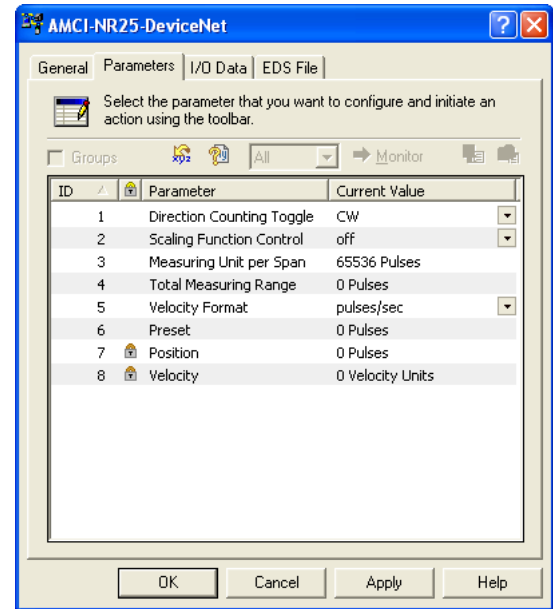 AMCI-NR25-DeviceNet
General Parameters I/O Data EDS File
Select the parameter that you want to configure and initiate an
action using the toolbar.
Groups All Monitor
ID Parameter Current Value
1 Direction Counting Toggle CW
2 Scaling Function Control off
3 Measuring Unit per Span 65536 Pulses
4 Total Measuring Range 0 Pulses
5 Velocity Format pulses/sec
6 Preset 0 Pulses
7 Position 0 Pulses
8 Velocity 0 Velocity Units
OK Cancel Apply Help